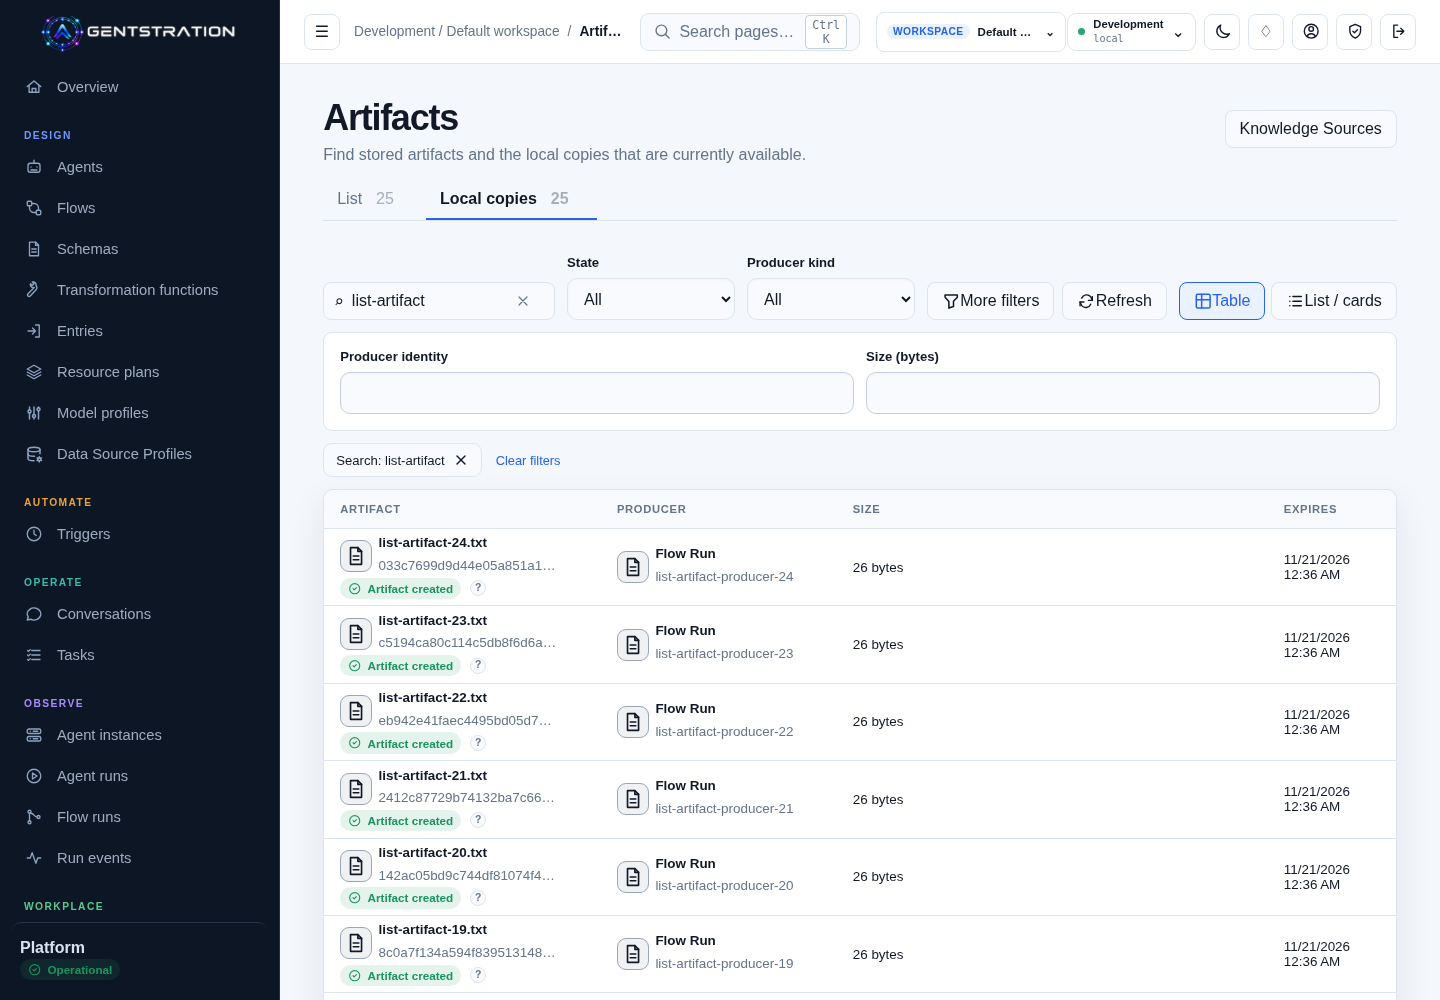 GENTSTRATION
Overview
DESIGN
Agents
Flows
Schemas
Transformation functions
Entries
Resource plans
Model profiles
Data Source Profiles
AUTOMATE
Triggers
OPERATE
Conversations
Tasks
OBSERVE
Agent instances
Agent runs
Flow runs
Run events
WORKPLACE
Platform
Operational
Development / Default workspace / Artif…
Search pages…
Ctrl K
WORKSPACE Default …
Development
local
Artifacts
Find stored artifacts and the local copies that are currently available.
Knowledge Sources
List 25
Local copies 25
list-artifact
State
All
Producer kind
All
More filters
Refresh
Table
List / cards
Producer identity
Size (bytes)
Search: list-artifact
Clear filters
ARTIFACT PRODUCER SIZE EXPIRES
list-artifact-24.txt
033c7699d9d44e05a851a1…
Artifact created ?
Flow Run
list-artifact-producer-24
26 bytes
11/21/2026
12:36 AM
list-artifact-23.txt
c5194ca80c114c5db8f6d6a…
Artifact created ?
Flow Run
list-artifact-producer-23
26 bytes
11/21/2026
12:36 AM
list-artifact-22.txt
eb942e41faec4495bd05d7…
Artifact created ?
Flow Run
list-artifact-producer-22
26 bytes
11/21/2026
12:36 AM
list-artifact-21.txt
2412c87729b74132ba7c66…
Artifact created ?
Flow Run
list-artifact-producer-21
26 bytes
11/21/2026
12:36 AM
list-artifact-20.txt
142ac05bd9c744df81074f4…
Artifact created ?
Flow Run
list-artifact-producer-20
26 bytes
11/21/2026
12:36 AM
list-artifact-19.txt
8c0a7f134a594f839513148…
Artifact created ?
Flow Run
list-artifact-producer-19
26 bytes
11/21/2026
12:36 AM